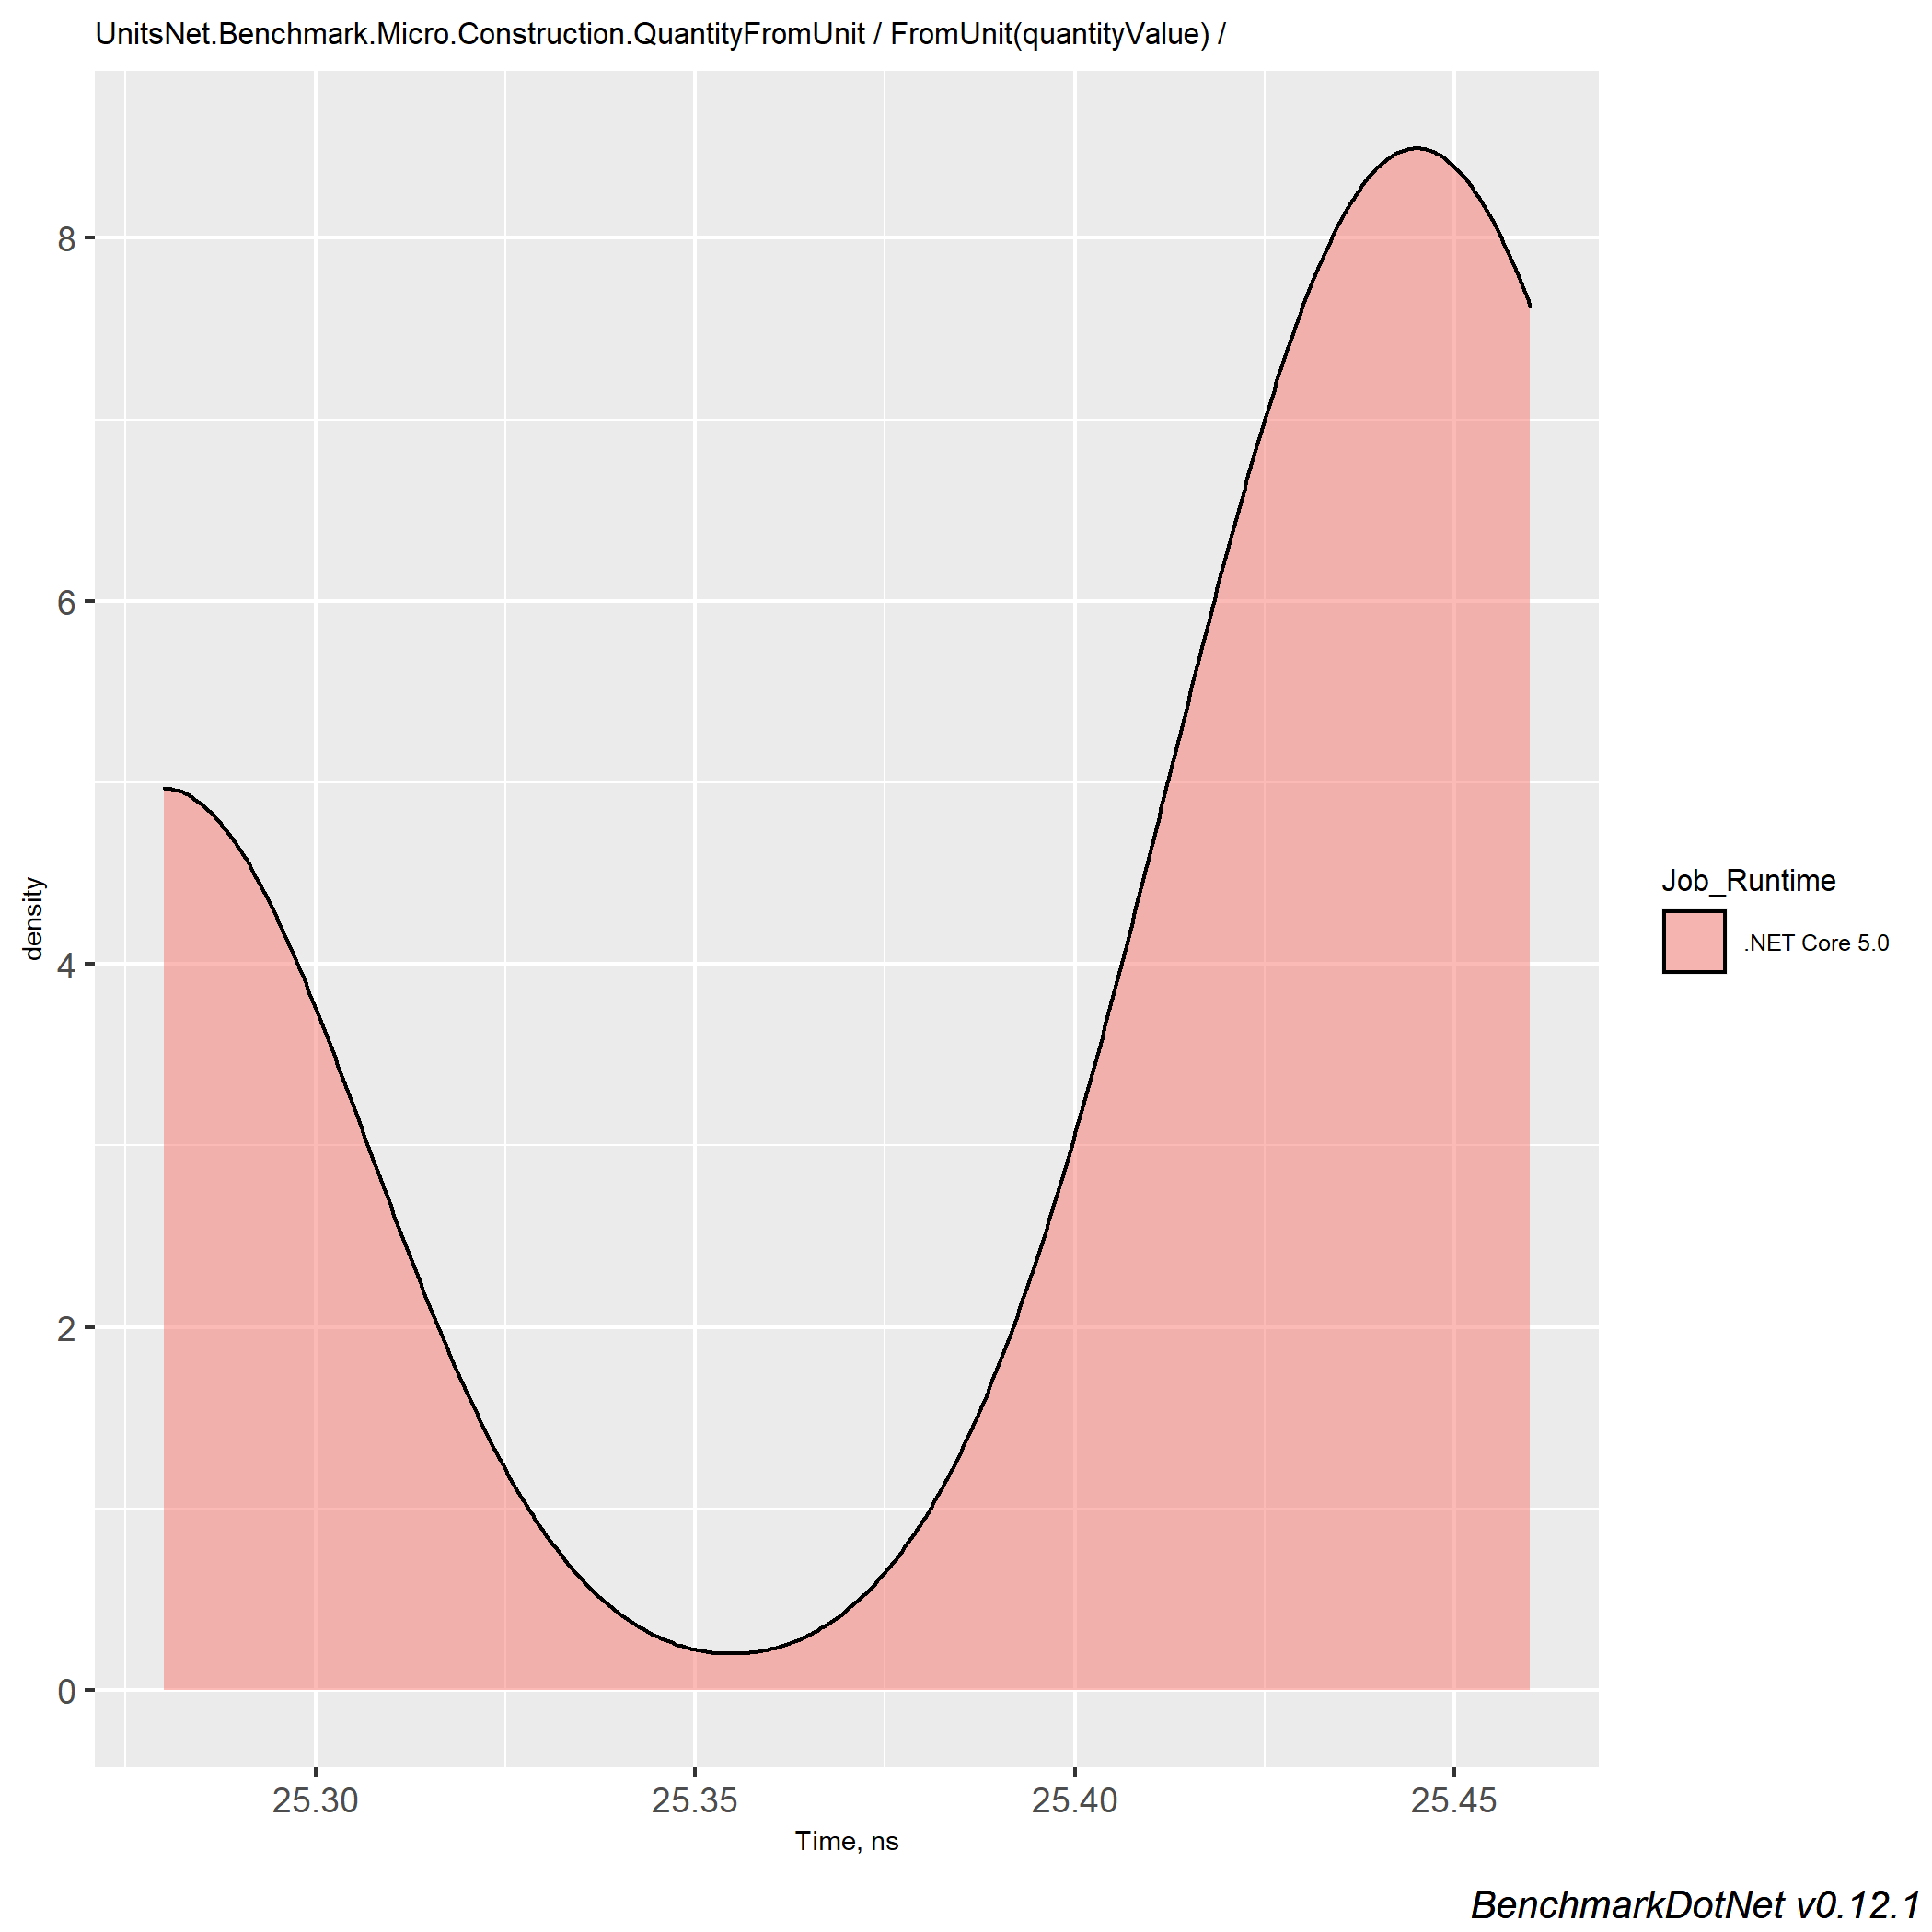 UnitsNet.Benchmark.Micro.Construction.QuantityFromUnit / FromUnit(quantityValue) /
8
6
4
2
0
density
25.30 25.35 25.40 25.45
Time, ns
Job_Runtime
.NET Core 5.0
BenchmarkDotNet v0.12.1